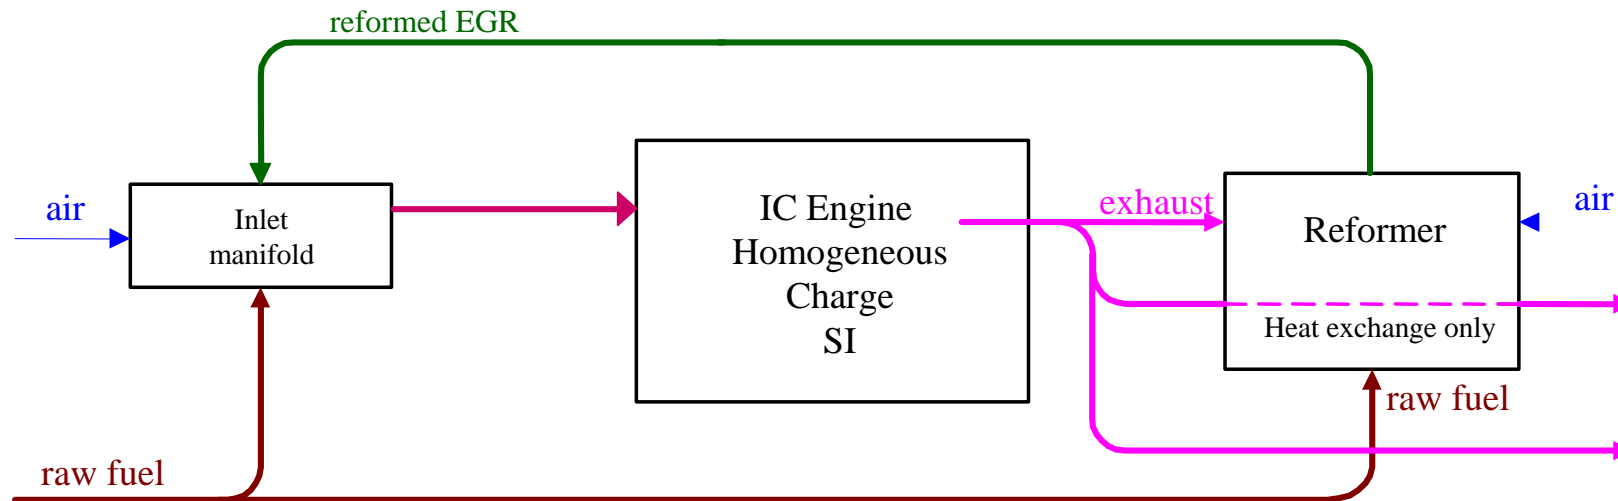 reformed EGR
air
Inlet
manifold
IC Engine
Homogeneous
Charge
SI
exhaust
Reformer
air
Heat exchange only
raw fuel
raw fuel